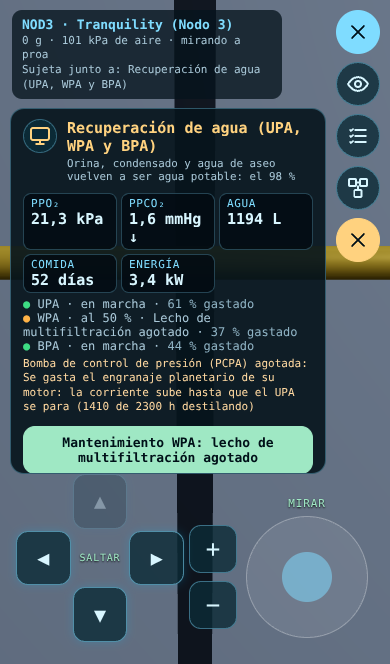 NOD3 · Tranquility (Nodo 3)
0 g · 101 kPa de aire · mirando a
proa
Sujeta junto a: Recuperación de agua
(UPA, WPA y BPA)
Recuperación de agua (UPA,
WPA y BPA)
Orina, condensado y agua de aseo
vuelven a ser agua potable: el 98 %
PPO₂
21,3 kPa
PPCO₂
1,6 mmHg
↓
AGUA
1194 L
COMIDA
52 días
ENERGÍA
3,4 kW
UPA · en marcha · 61 % gastado
WPA · al 50 % · Lecho de
multifiltración agotado · 37 % gastado
BPA · en marcha · 44 % gastado
Bomba de control de presión (PCPA) agotada:
Se gasta el engranaje planetario de su
motor: la corriente sube hasta que el UPA
se para (1410 de 2300 h destilando)
Mantenimiento WPA: lecho de
multifiltración agotado
MIRAR
SALTAR